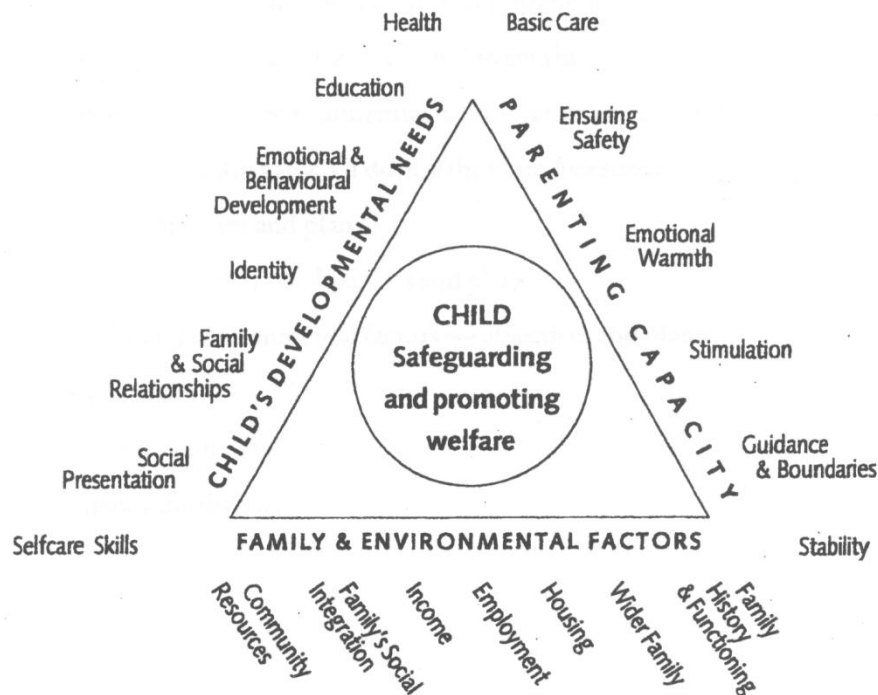 Health
Education
Emotional &
Behavioural
Development
Identity
Family
& Social
Relationships
Social
Presentation
Selfcare Skills
CHILD'S DEVELOPMENTAL NEEDS
Basic Care
Ensuring
Safety
Emotional
Warmth
Stimulation
Guidance
& Boundaries
Stability
PARENTING CAPACITY
CHILD
Safeguarding
and promoting
welfare
FAMILY & ENVIRONMENTAL FACTORS
Community
Resources
Family's Social
Integration
Income
Employment
Housing
Wider Family
Family
History
& Functioning